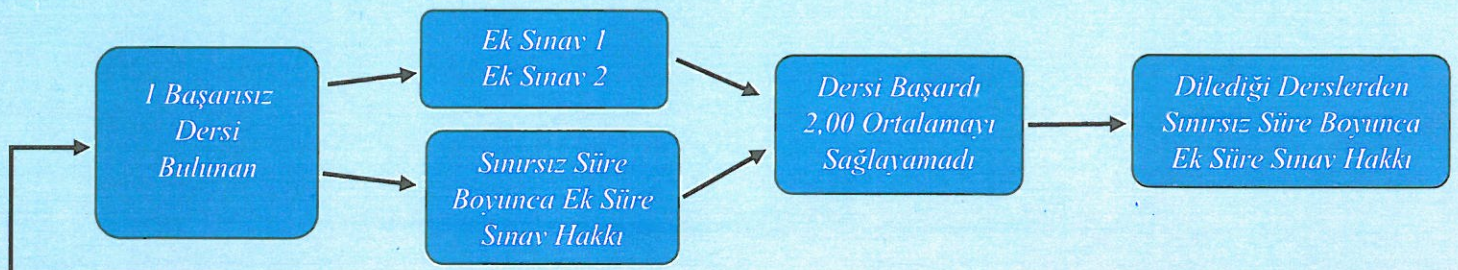 1 Başarısız
Dersi
Bulunan
Ek Sınav 1
Ek Sınav 2
Sınırsız Süre
Boyunca Ek Süre
Sınav Hakkı
Dersi Başardı
2,00 Ortalamayı
Sağlayamadı
Dilediği Derslerden
Sınırsız Süre Boyunca
Ek Süre Sınav Hakkı